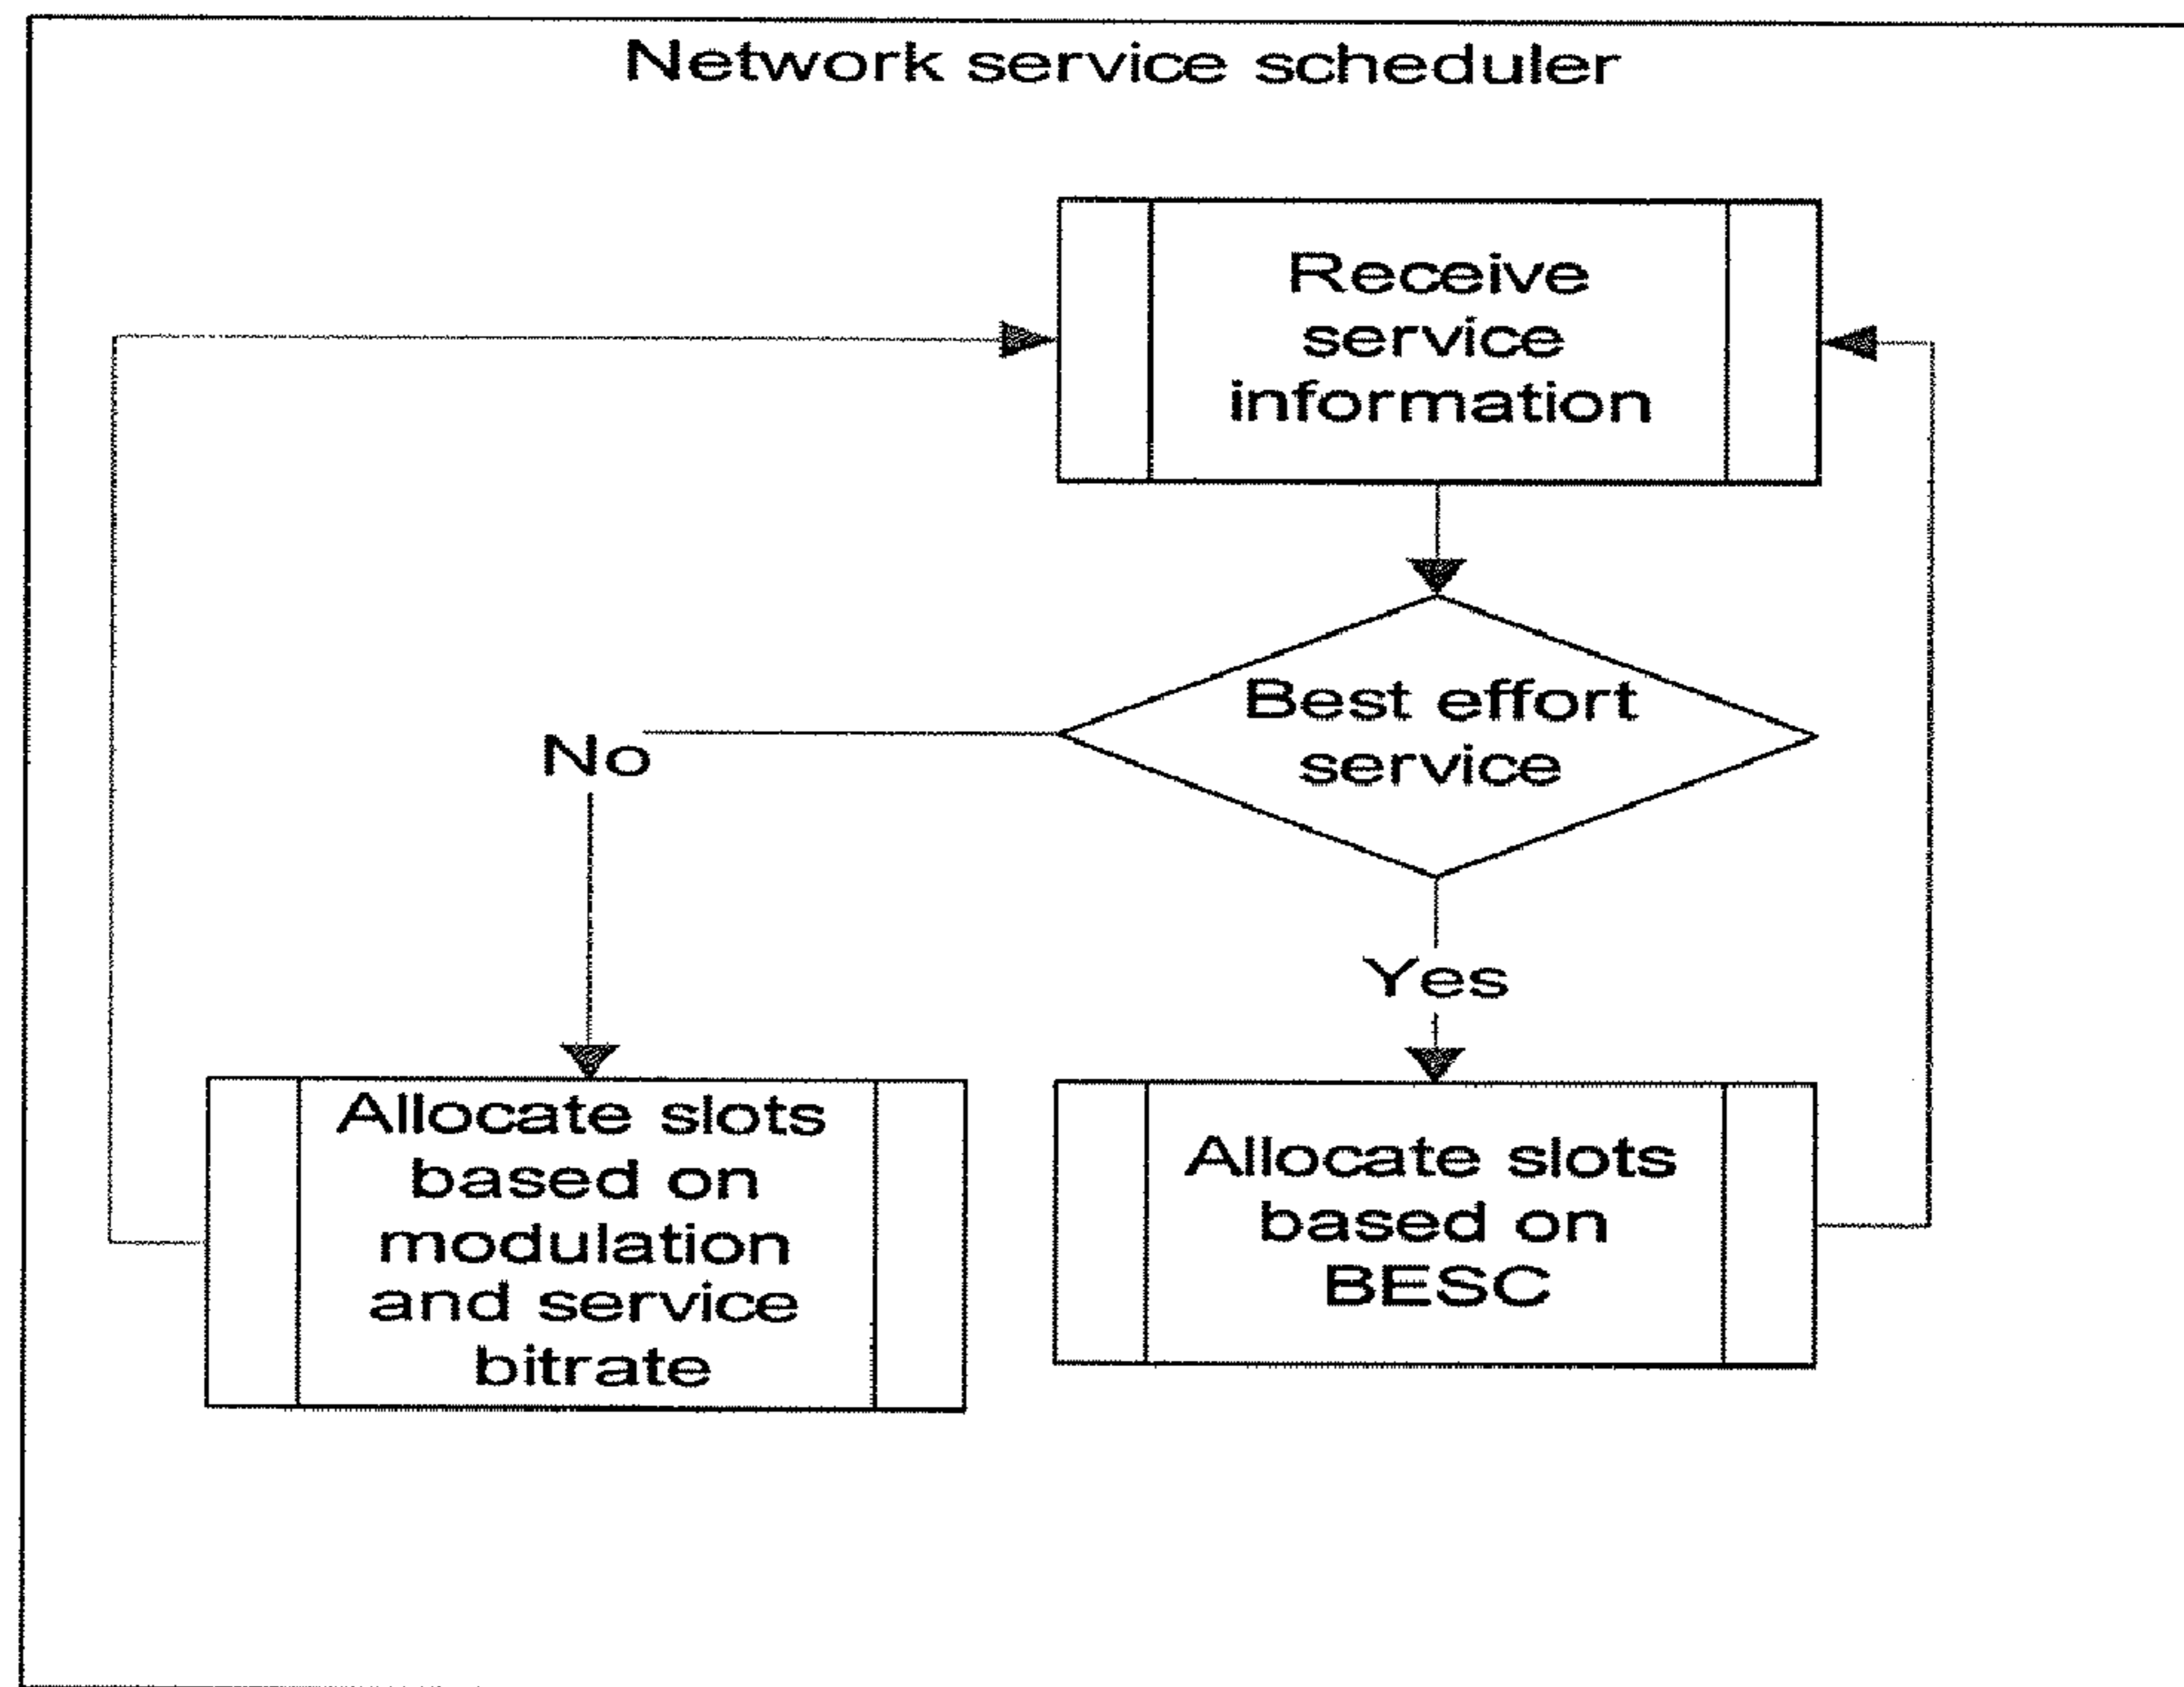 Network service scheduler
Receive
service
information
Best effort
service
No
Yes
Allocate slots
based on
modulation
and service
bitrate
Allocate slots
based on
BESC